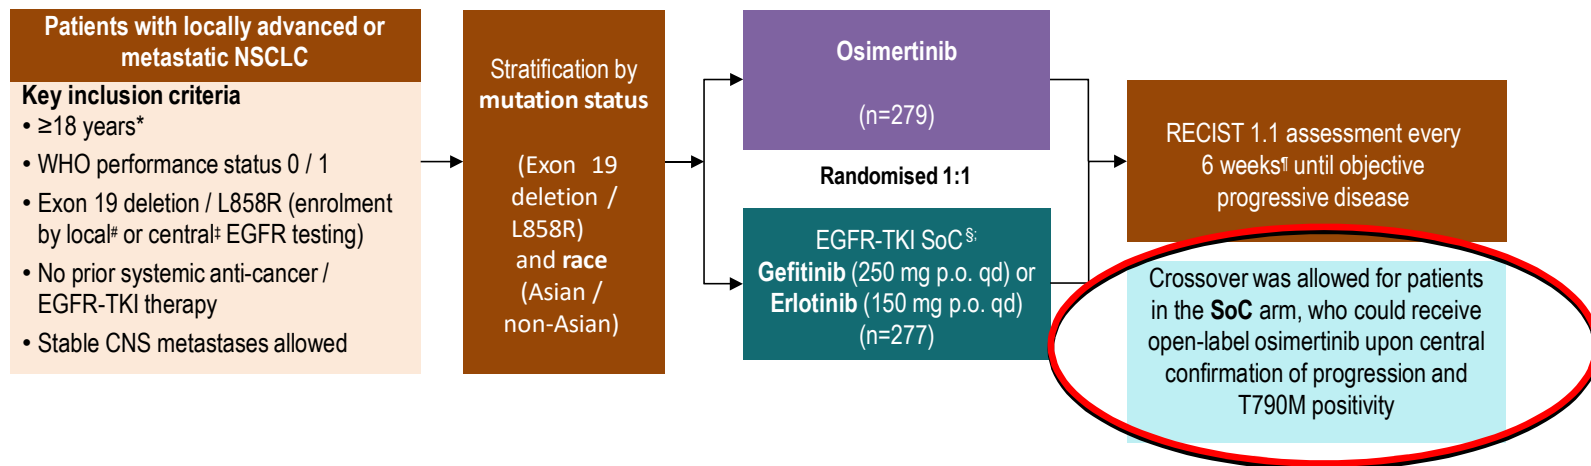 Patients with locally advanced or
metastatic NSCLC
Key inclusion criteria
• ≥18 years*
• WHO performance status 0 / 1
• Exon 19 deletion / L858R (enrolment
by local# or central‡ EGFR testing)
• No prior systemic anti-cancer /
EGFR-TKI therapy
• Stable CNS metastases allowed
Stratification by
mutation status
(Exon 19
deletion /
L858R)
and race
(Asian /
non-Asian)
Osimertinib
(n=279)
Randomised 1:1
EGFR-TKI SoC§;
Gefitinib (250 mg p.o. qd) or
Erlotinib (150 mg p.o. qd)
(n=277)
RECIST 1.1 assessment every
6 weeks¶ until objective
progressive disease
Crossover was allowed for patients
in the SoC arm, who could receive
open-label osimertinib upon central
confirmation of progression and
T790M positivity